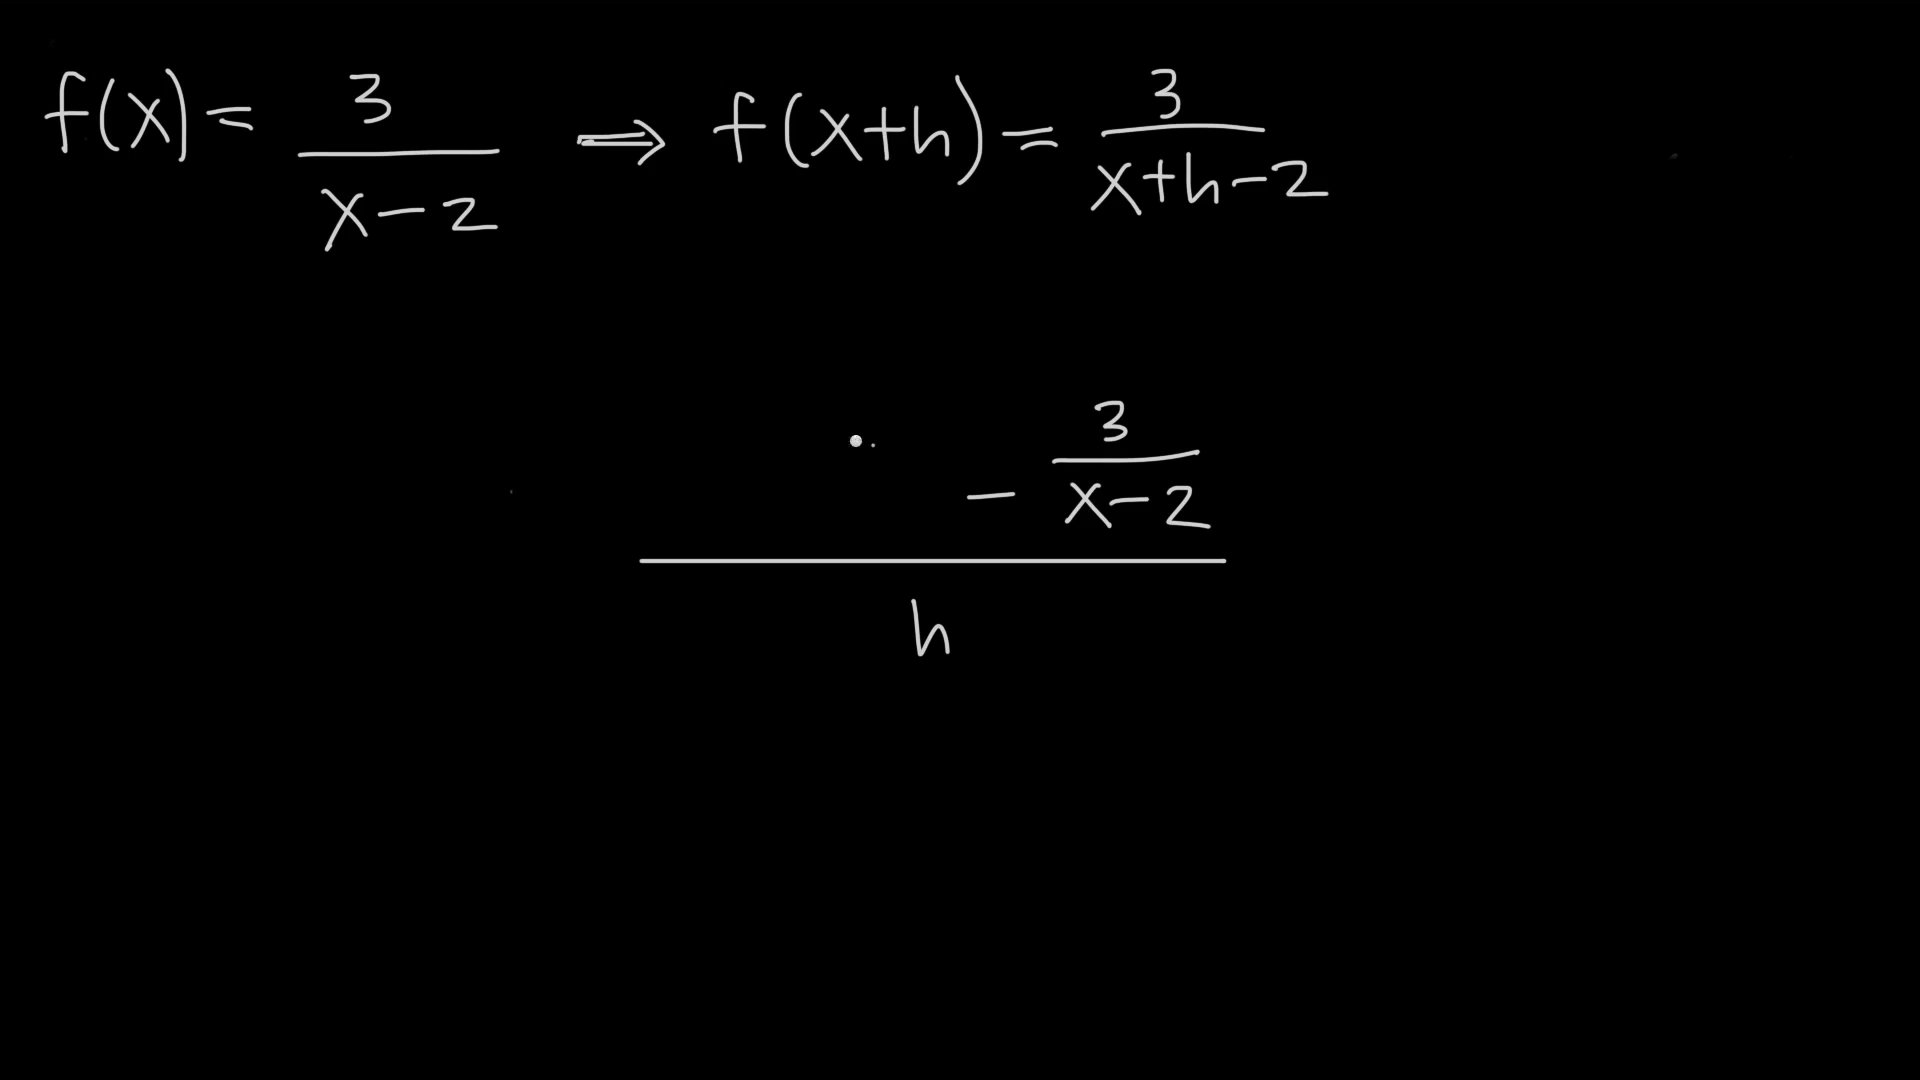 f(x) = 3/(x-2) ⟹ f(x+h) = 3/(x+h-2)
- 3/(x-2)
h